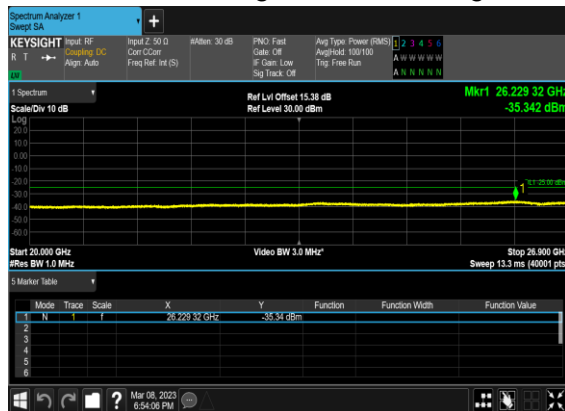 Spectrum Analyzer 1
Swept SA
+
KEYSIGHT Input: RF Input Z: 50 Ω #Atten: 30 dB PNO: Fast Avg Type: Power (RMS) 1 2 3 4 5 6
R T Coupling: DC Corr CCorr Gate: Off Avg|Hold: 100/100 A W W W W W
Align: Auto Freq Ref: Int (S) IF Gain: Low Trig: Free Run
Sig Track: Off A N N N N N
LW
1 Spectrum Ref Lvl Offset 15.38 dB Mkr1 26.229 32 GHz
Scale/Div 10 dB Ref Level 30.00 dBm -35.342 dBm
Log
20.0
10.0
0.00
-10.0
-20.0
1 DL1 -25.00 dBm
-30.0
-40.0
-50.0
-60.0
Start 20.000 GHz Video BW 3.0 MHz* Stop 26.900 GHz
#Res BW 1.0 MHz Sweep 13.3 ms (40001 pts
5 Marker Table
Mode Trace Scale X Y Function Function Width Function Value
1 N 1 f 26.229 32 GHz -35.34 dBm
2
3
4
5
6
? Mar 08, 2023
6:54:06 PM